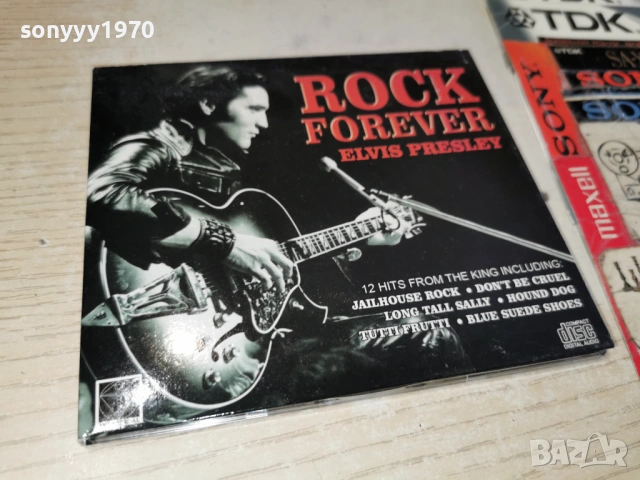 sonyyy1970
ROCK
FOREVER
ELVIS PRESLEY
12 HITS FROM THE KING INCLUDING:
JAILHOUSE ROCK • DON'T BE CRUEL
LONG TALL SALLY • HOUND DOG
TUTTI FRUTTI • BLUE SUEDE SHOES
COMPACT
disc
DIGITAL AUDIO
TDK
TDK
SONY
maxell
bazar.bg